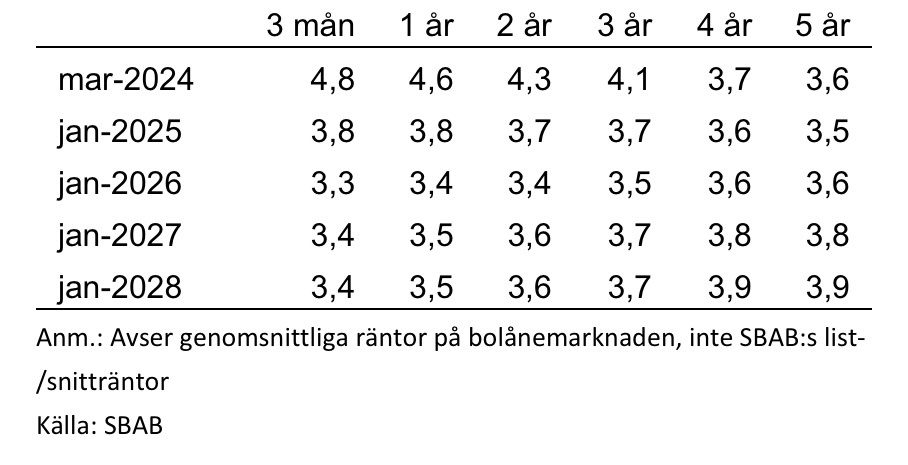 3 mån 1 år 2 år 3 år 4 år 5 år
mar-2024 4,8 4,6 4,3 4,1 3,7 3,6
jan-2025 3,8 3,8 3,7 3,7 3,6 3,5
jan-2026 3,3 3,4 3,4 3,5 3,6 3,6
jan-2027 3,4 3,5 3,6 3,7 3,8 3,8
jan-2028 3,4 3,5 3,6 3,7 3,9 3,9
Anm.: Avser genomsnittliga räntor på bolånemarknaden, inte SBAB:s list-
/snitträntor
Källa: SBAB